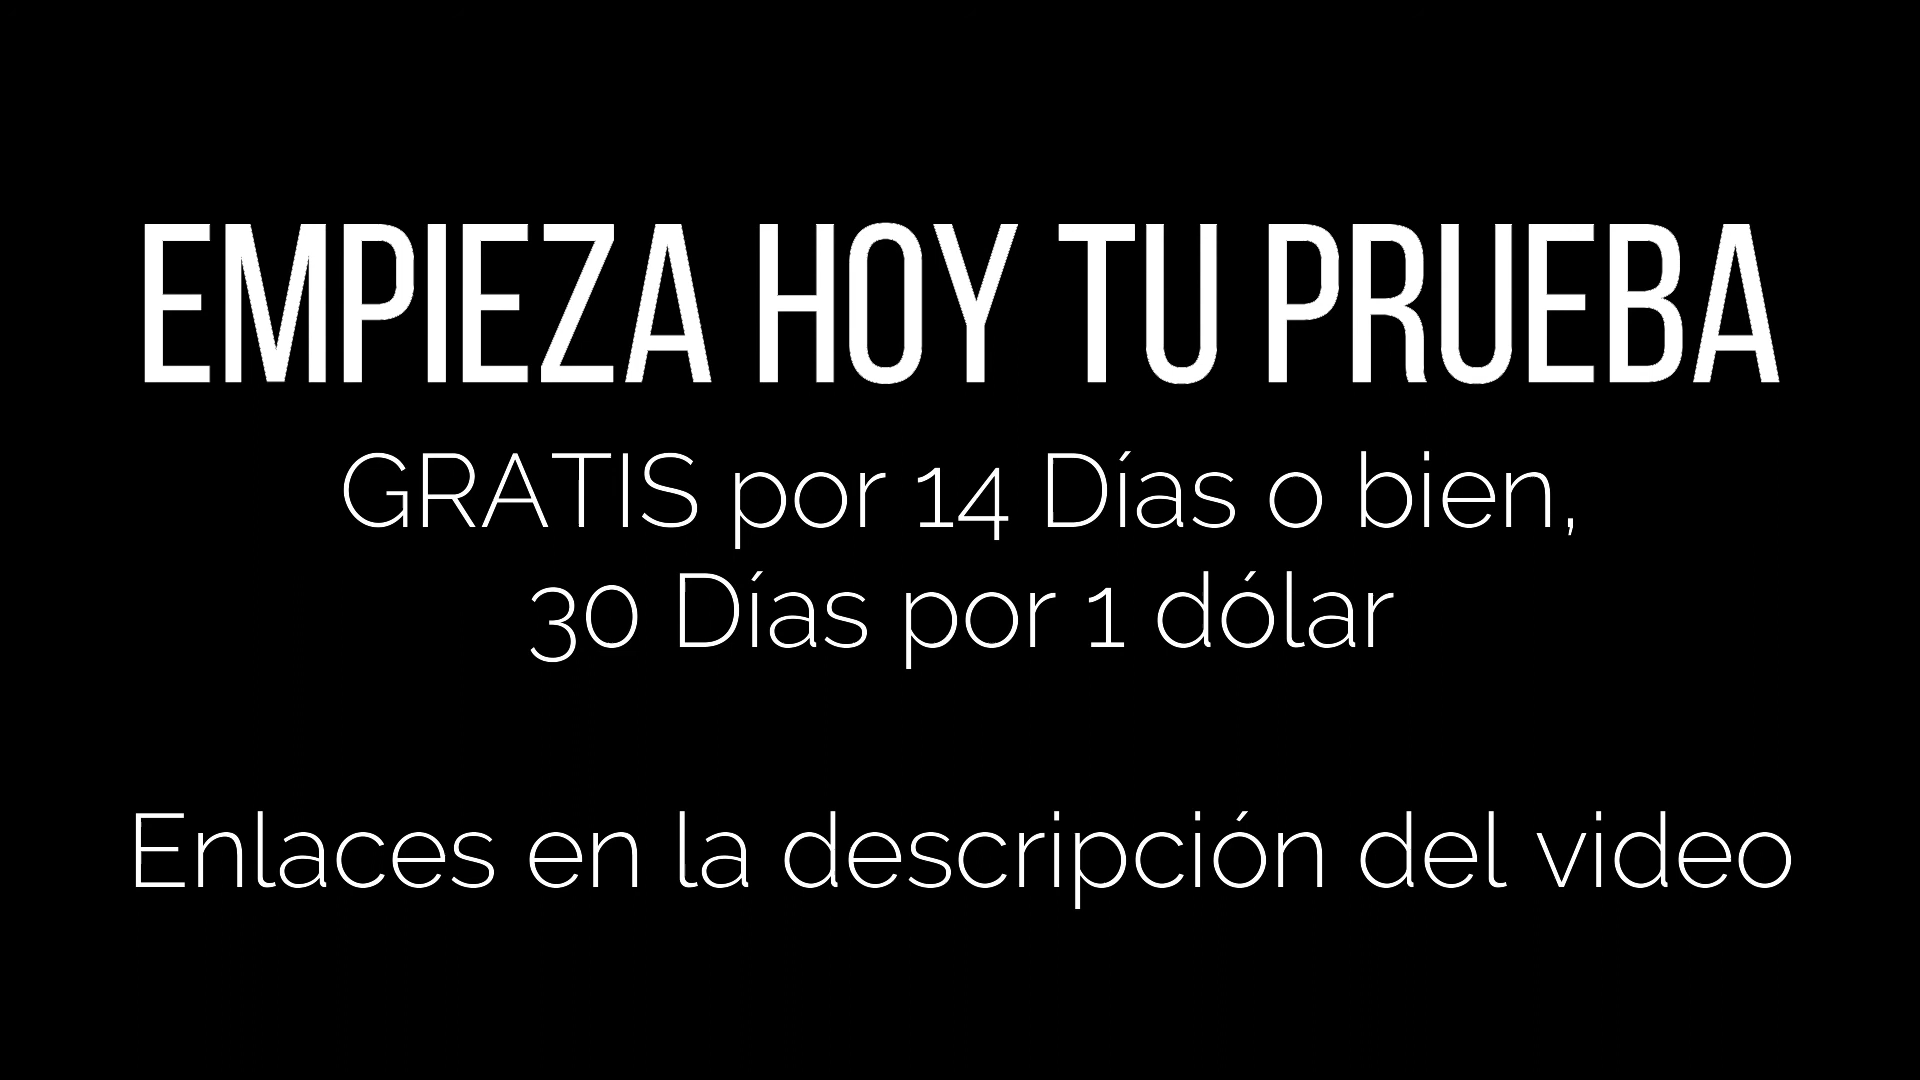 EMPIEZA HOY TU PRUEBA
GRATIS por 14 Días o bien,
30 Días por 1 dólar
Enlaces en la descripción del video